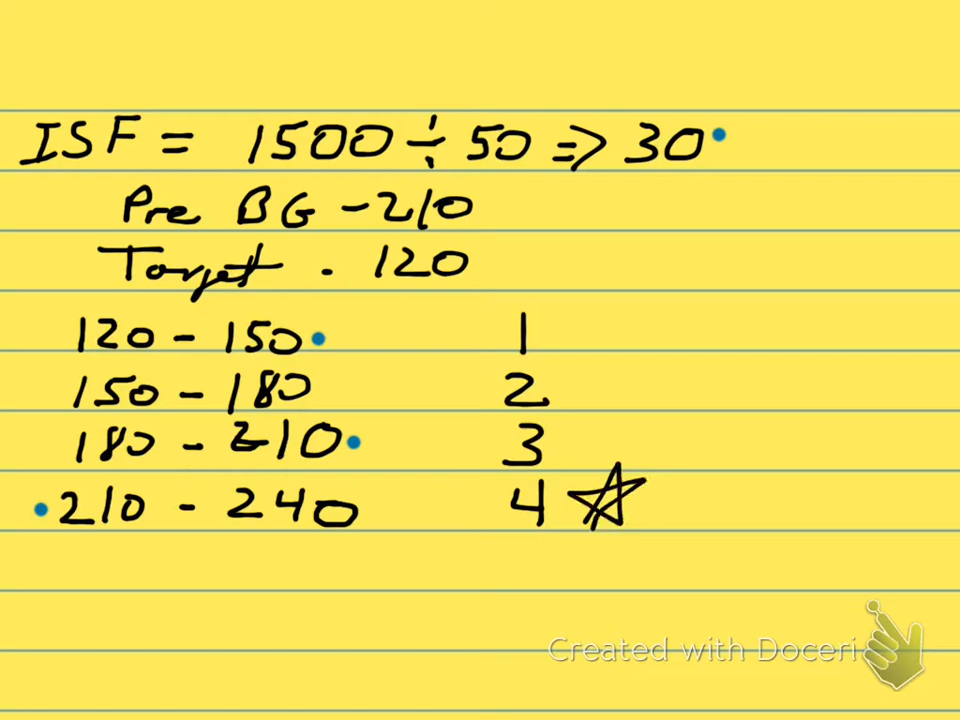 ISF = 1500 ÷ 50 => 30
Pre BG - 210
Target . 120
120 - 150 1
150 - 180 2
180 - 210 3
210 - 240 4
Created with Doceri